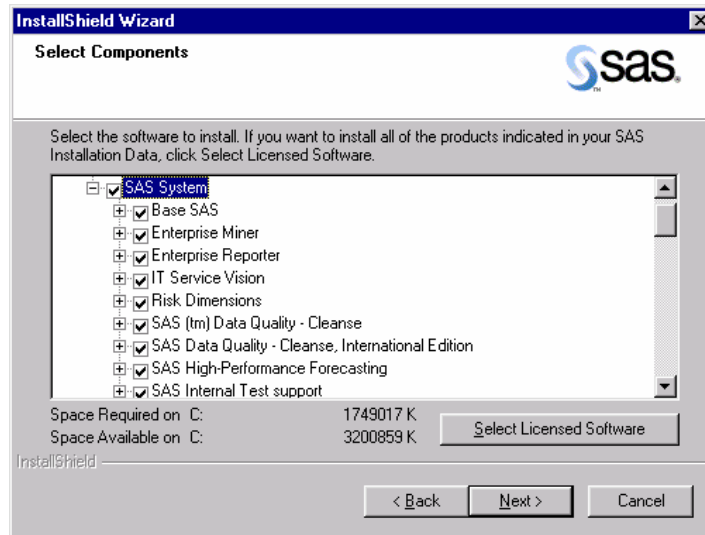 InstallShield Wizard
Select Components
sas.
Select the software to install. If you want to install all of the products indicated in your SAS
Installation Data, click Select Licensed Software.
SAS System
Base SAS
Enterprise Miner
Enterprise Reporter
IT Service Vision
Risk Dimensions
SAS (tm) Data Quality - Cleanse
SAS Data Quality - Cleanse, International Edition
SAS High-Performance Forecasting
SAS Internal Test support
Space Required on C: 1749017 K
Space Available on C: 3200859 K
Select Licensed Software
InstallShield
< Back
Next >
Cancel